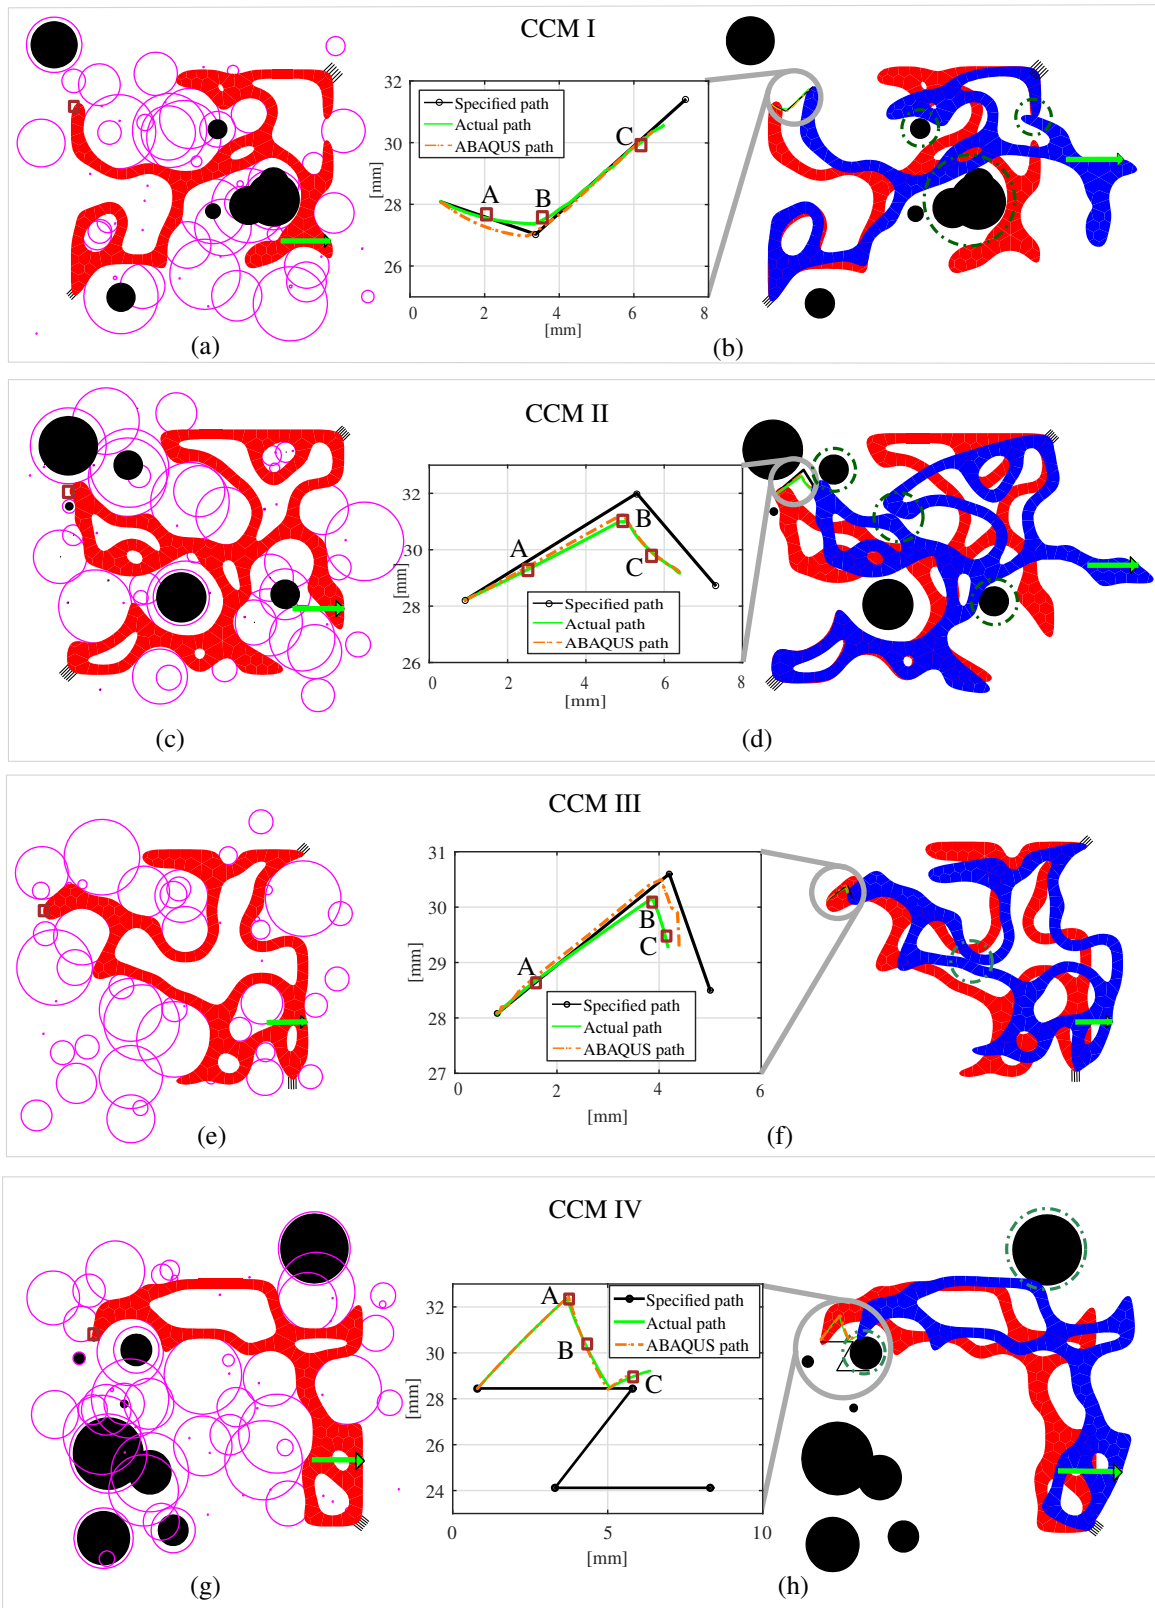 CCM I
32
30
28
26
[mm]
Specified path
Actual path
ABAQUS path
A
B
C
0
2
4
6
8
[mm]
(a)
(b)
CCM II
32
30
28
26
[mm]
A
B
C
Specified path
Actual path
ABAQUS path
0
2
4
6
8
[mm]
(c)
(d)
CCM III
31
30
29
28
27
[mm]
A
B
C
Specified path
Actual path
ABAQUS path
0
2
4
6
[mm]
(e)
(f)
CCM IV
32
30
28
26
24
[mm]
A
B
C
Specified path
Actual path
ABAQUS path
0
5
10
[mm]
(g)
(h)